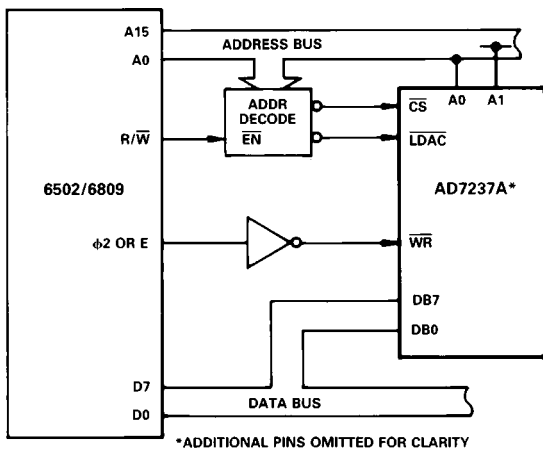 A15
ADDRESS BUS
A0
A0 A1
ADDR
DECODE
EN
CS
LDAC
R/W
6502/6809
AD7237A*
ϕ2 OR E
WR
DB7
DB0
D7
DATA BUS
D0
*ADDITIONAL PINS OMITTED FOR CLARITY